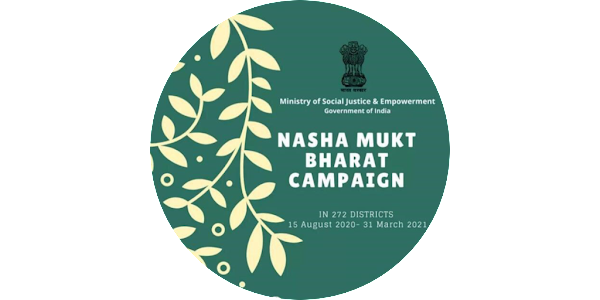 Ministry of Social Justice & Empowerment
Government of India
NASHA MUKT
BHARAT
CAMPAIGN
IN 272 DISTRICTS
15 August 2020– 31 March 2021